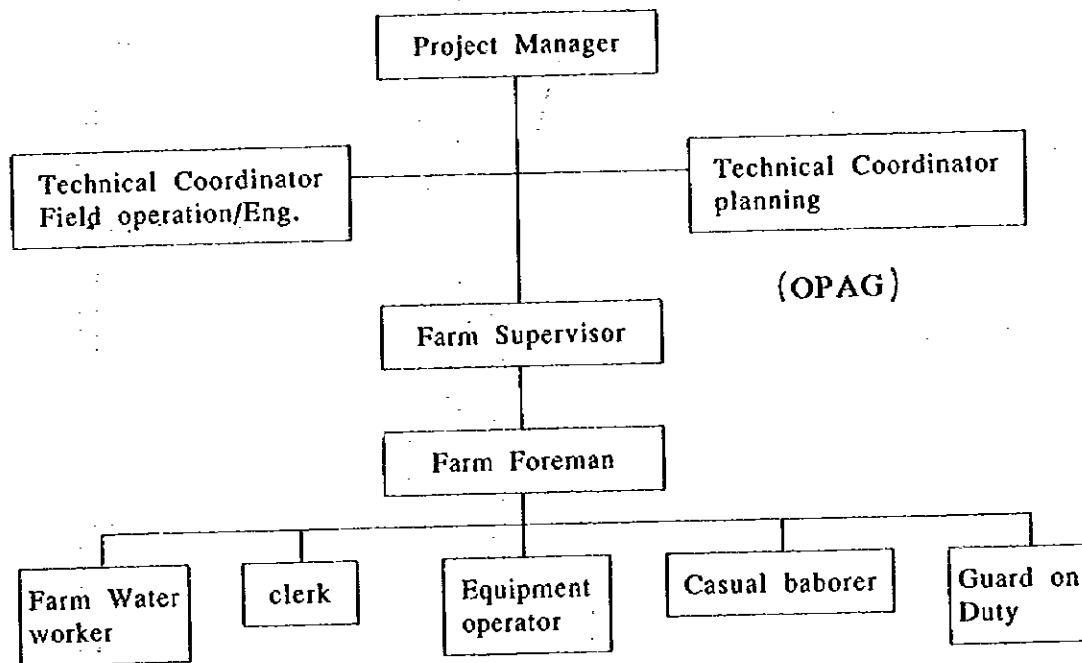 Project Manager
Technical Coordinator
Field operation/Eng.
Technical Coordinator
planning
(OPAG)
Farm Supervisor
Farm Foreman
Farm Water
worker
clerk
Equipment
operator
Casual baborer
Guard on
Duty